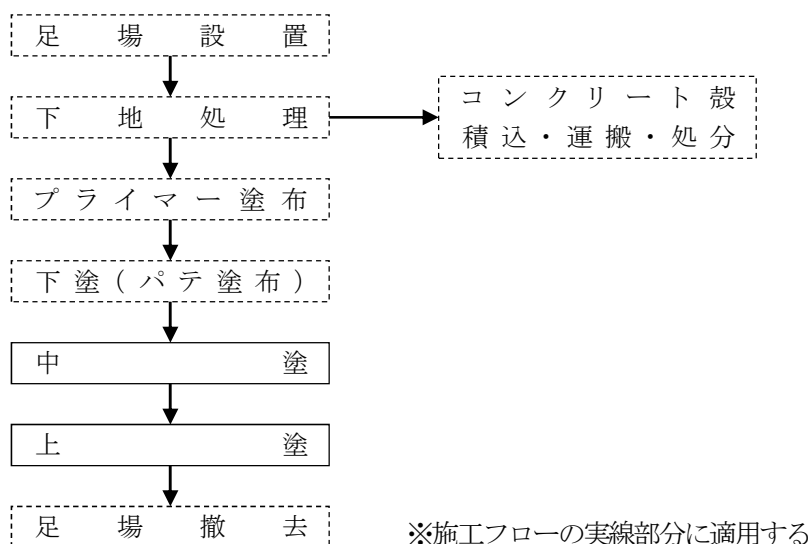 足場設置
下地処理
コンクリート殻
積込・運搬・処分
プライマー塗布
下塗(パテ塗布)
中塗
上塗
足場撤去
※施工フローの実線部分に適用する